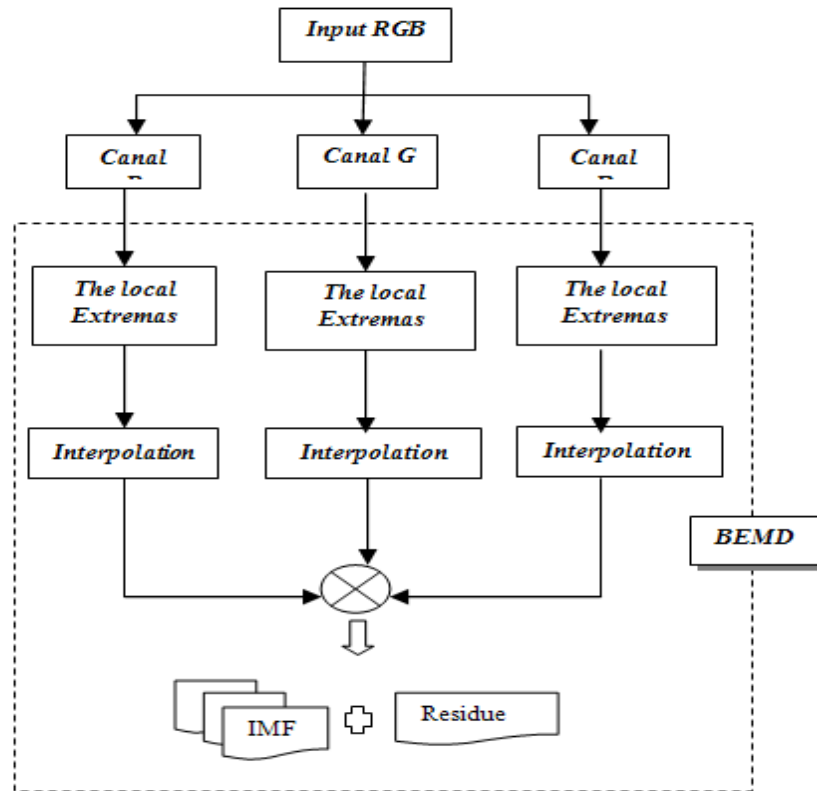 Input RGB
Canal
Canal G
Canal
The local
Extremas
The local
Extremas
The local
Extremas
Interpolation
Interpolation
Interpolation
BEMD
IMF
Residue